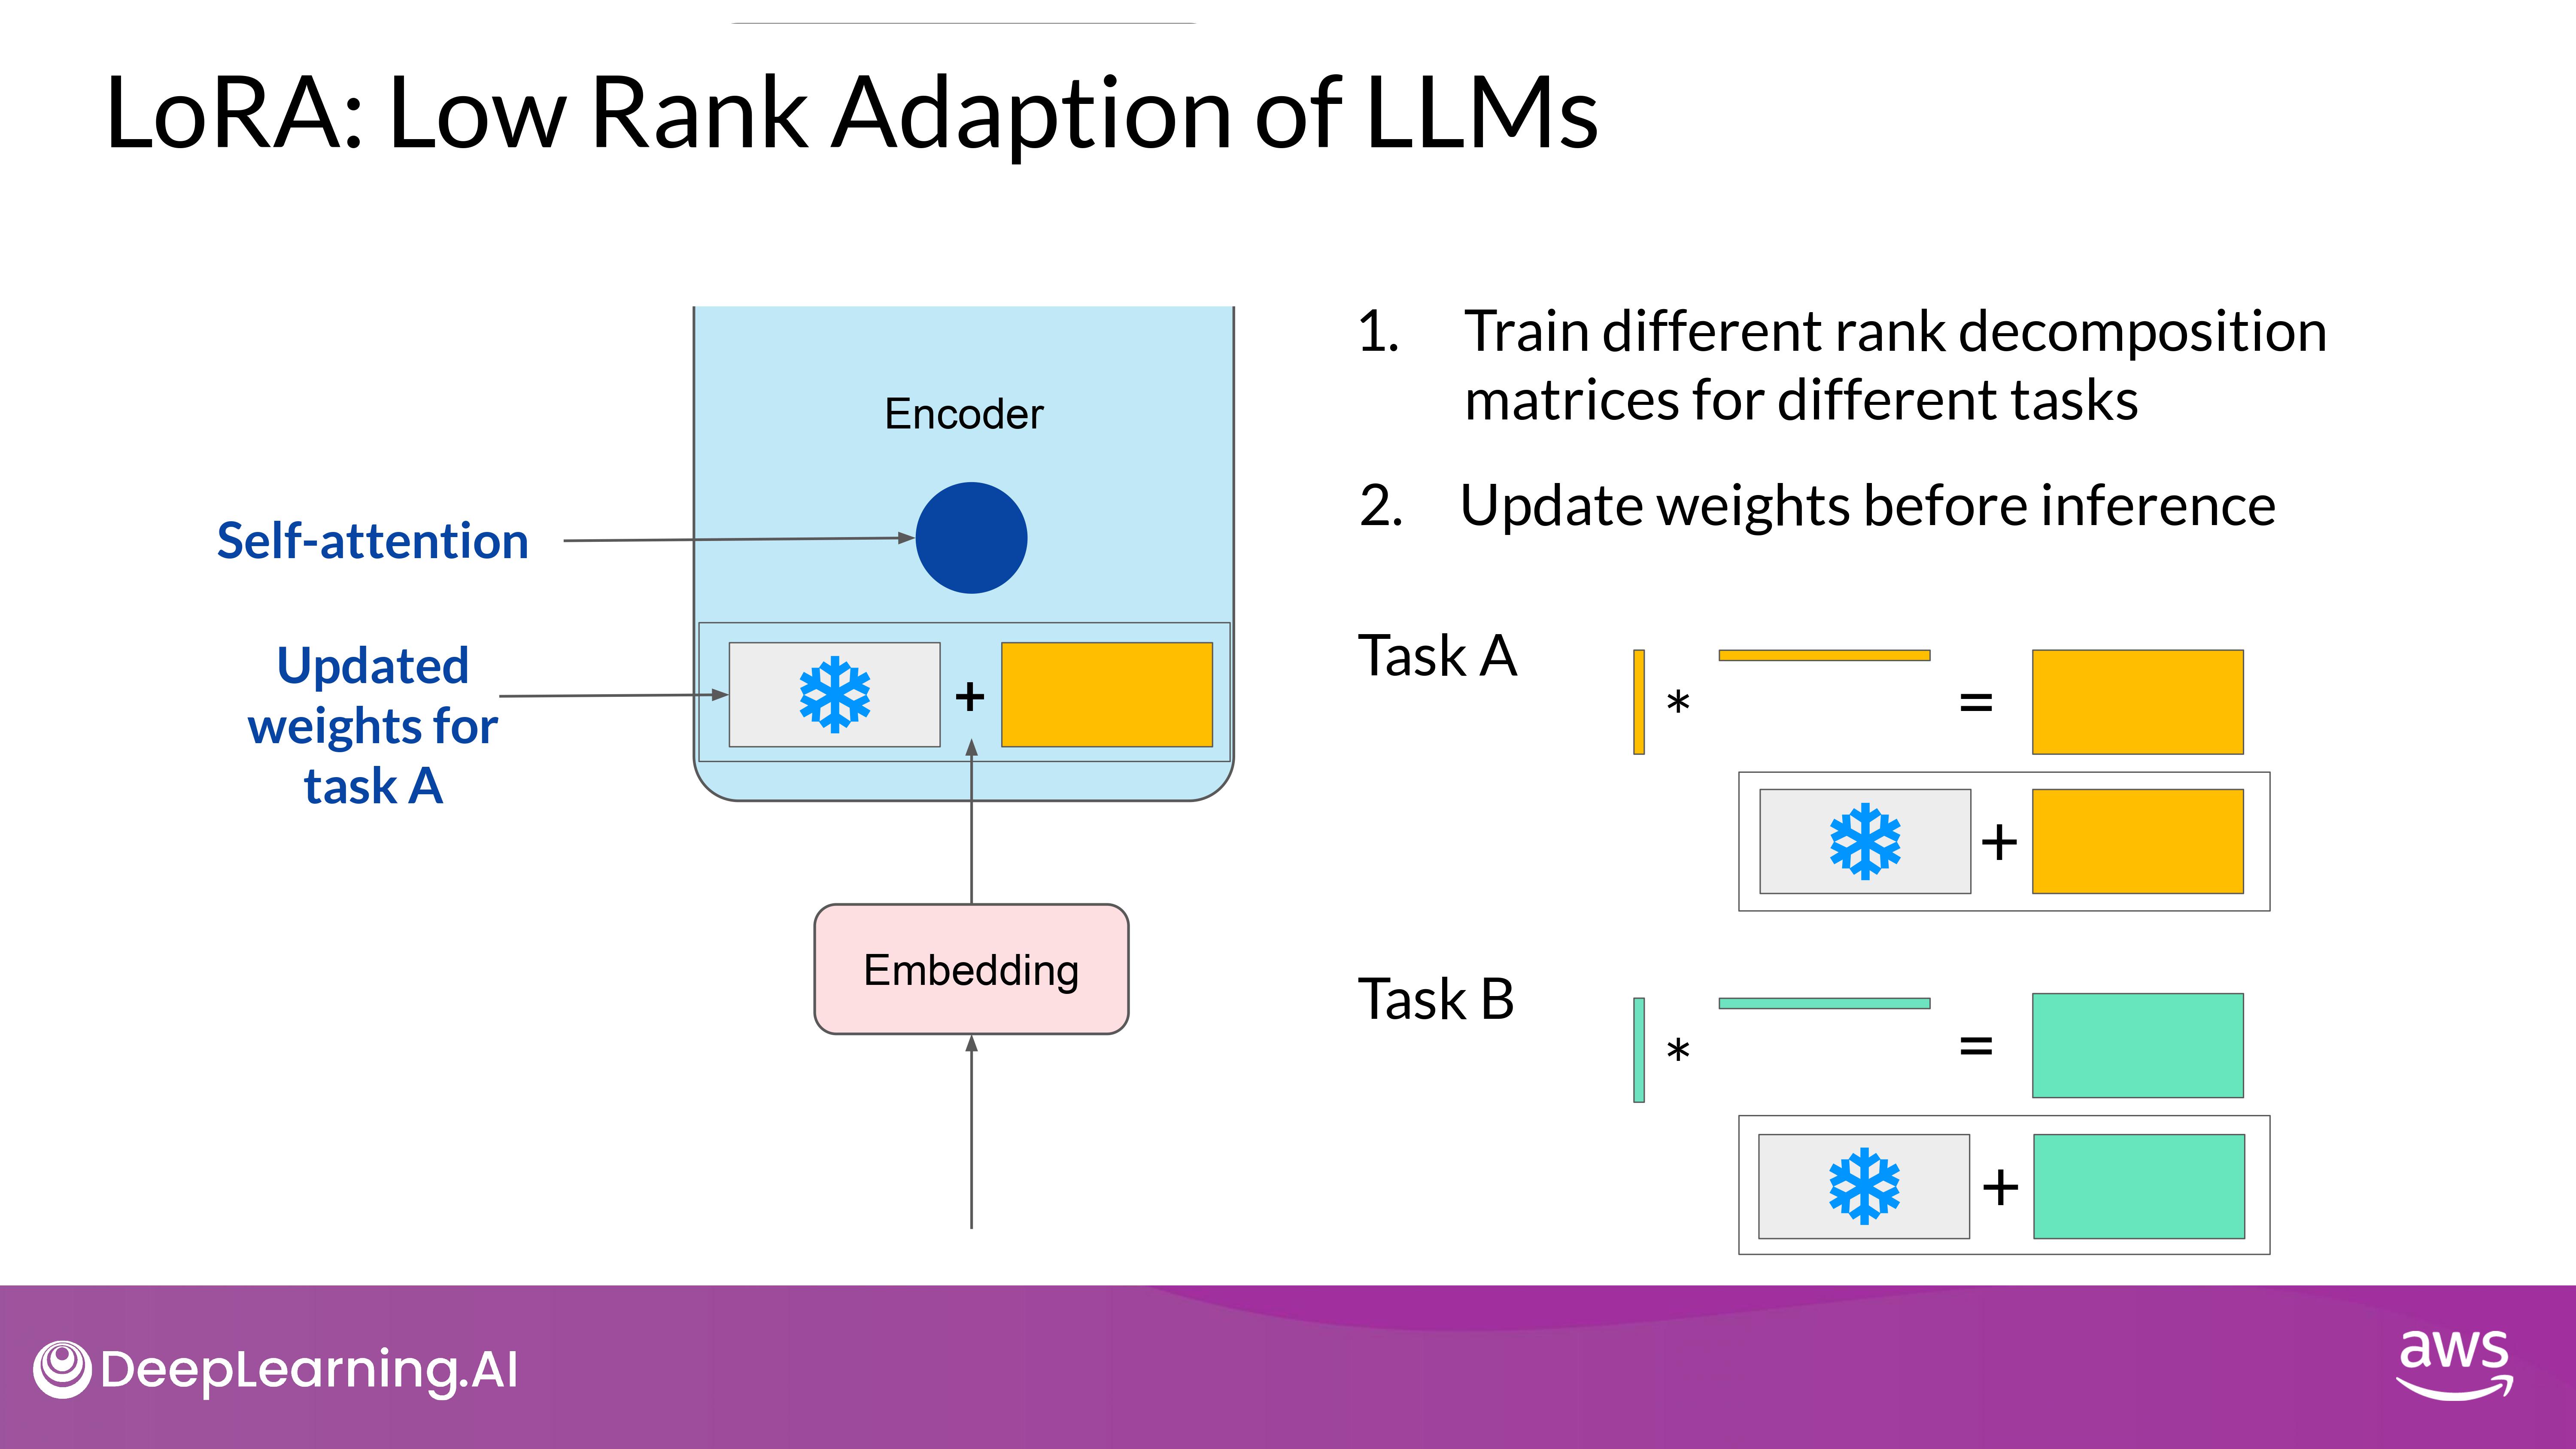 LoRA: Low Rank Adaption of LLMs
Encoder
Self-attention
Updated
weights for
task A
+
Embedding
1. Train different rank decomposition
matrices for different tasks
2. Update weights before inference
Task A
* =
+
Task B
* =
+
DeepLearning.AI
aws